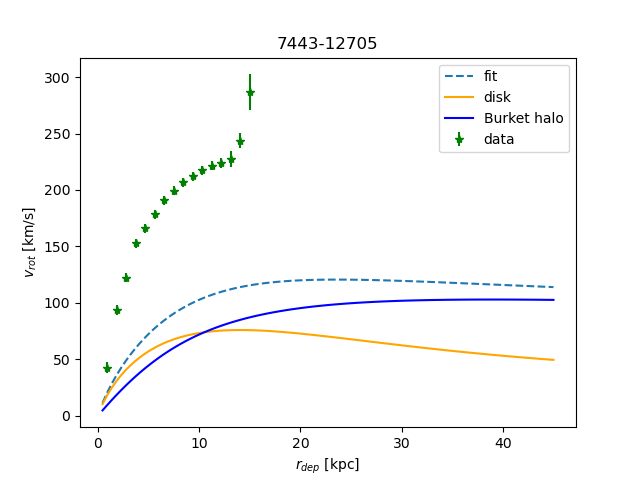 7443-12705
300
250
200
150
100
50
0
v_rot [km/s]
fit
disk
Burket halo
data
0 10 20 30 40
r_dep [kpc]